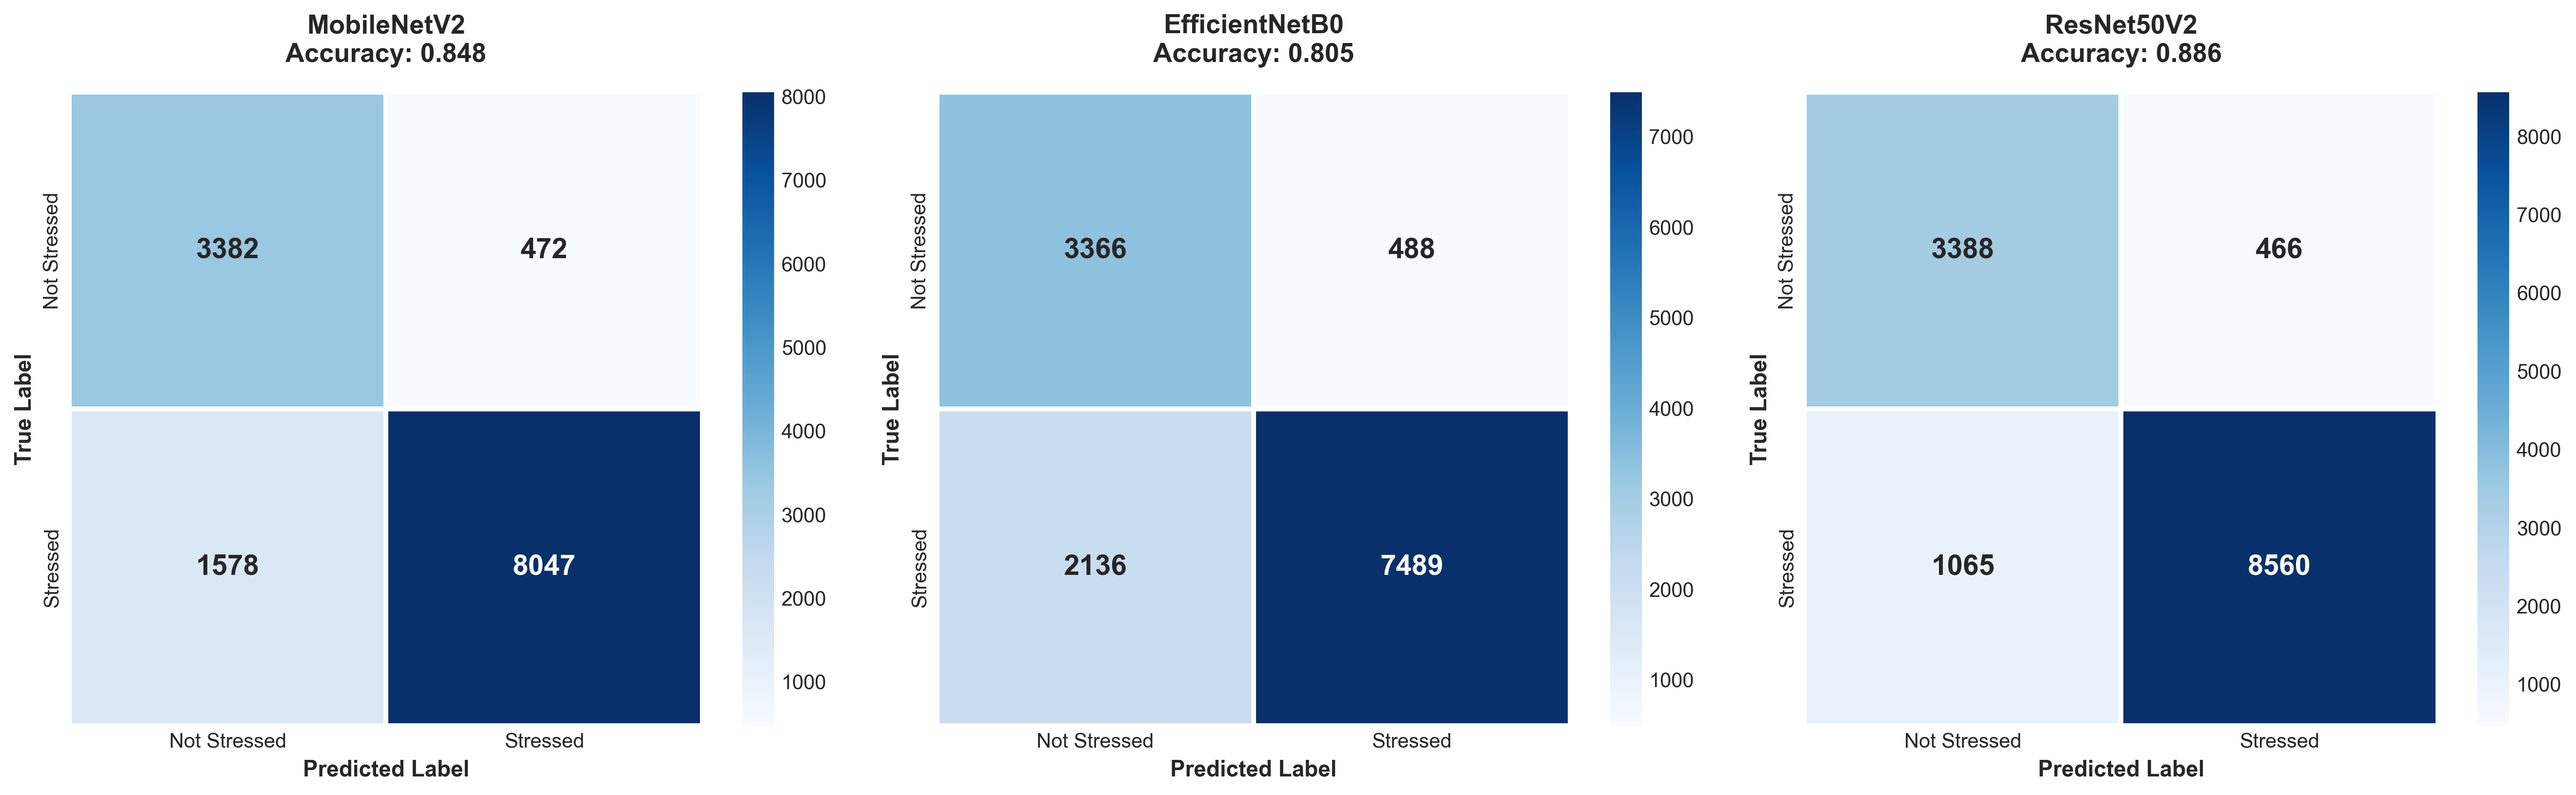 MobileNetV2
Accuracy: 0.848
True Label
Not Stressed
Stressed
3382
472
1578
8047
Not Stressed
Stressed
Predicted Label
8000
7000
6000
5000
4000
3000
2000
1000
EfficientNetB0
Accuracy: 0.805
True Label
Not Stressed
Stressed
3366
488
2136
7489
Not Stressed
Stressed
Predicted Label
7000
6000
5000
4000
3000
2000
1000
ResNet50V2
Accuracy: 0.886
True Label
Not Stressed
Stressed
3388
466
1065
8560
Not Stressed
Stressed
Predicted Label
8000
7000
6000
5000
4000
3000
2000
1000